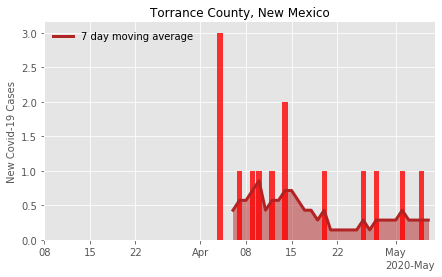 Torrance County, New Mexico
7 day moving average
New Covid-19 Cases
3.0
2.5
2.0
1.5
1.0
0.5
0.0
08 15 22 Apr 08 15 22 May
2020-May